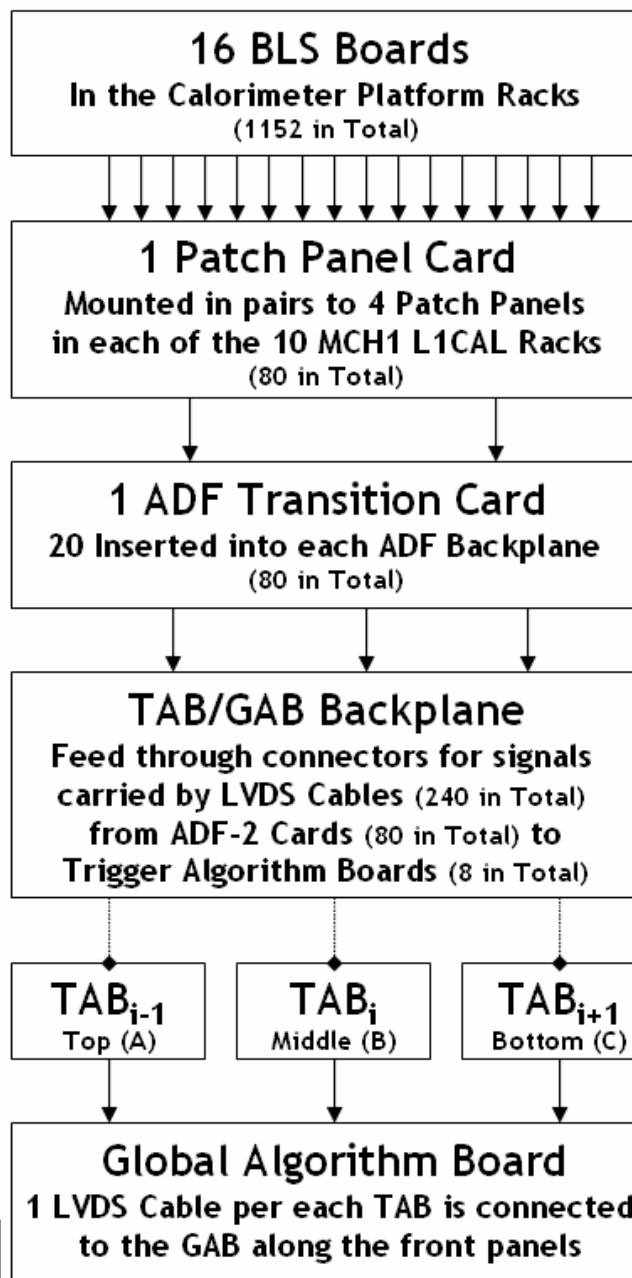 16 BLS Boards
In the Calorimeter Platform Racks
(1152 in Total)
1 Patch Panel Card
Mounted in pairs to 4 Patch Panels
in each of the 10 MCH1 L1CAL Racks
(80 in Total)
1 ADF Transition Card
20 Inserted into each ADF Backplane
(80 in Total)
TAB/GAB Backplane
Feed through connectors for signals
carried by LVDS Cables (240 in Total)
from ADF-2 Cards (80 in Total) to
Trigger Algorithm Boards (8 in Total)
TABi-1 TABi TABi+1
Top (A) Middle (B) Bottom (C)
Global Algorithm Board
1 LVDS Cable per each TAB is connected
to the GAB along the front panels